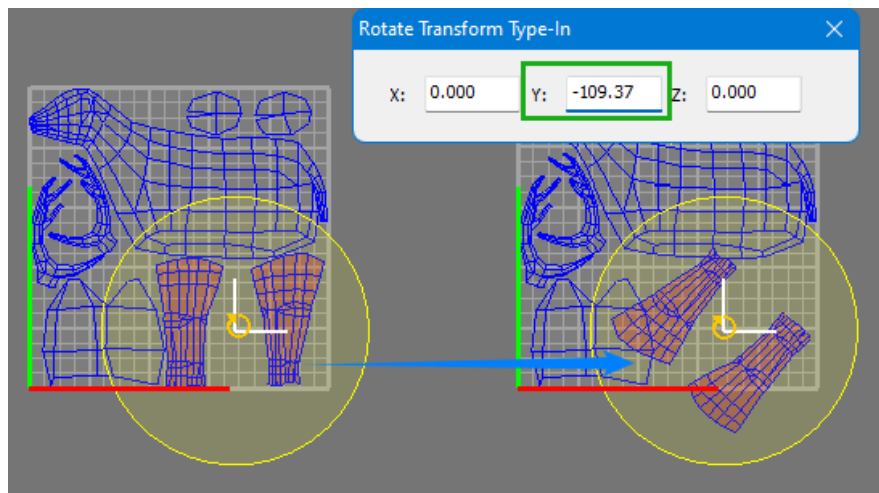 Rotate Transform Type-In
X: 0.000 Y: -109.37 Z: 0.000